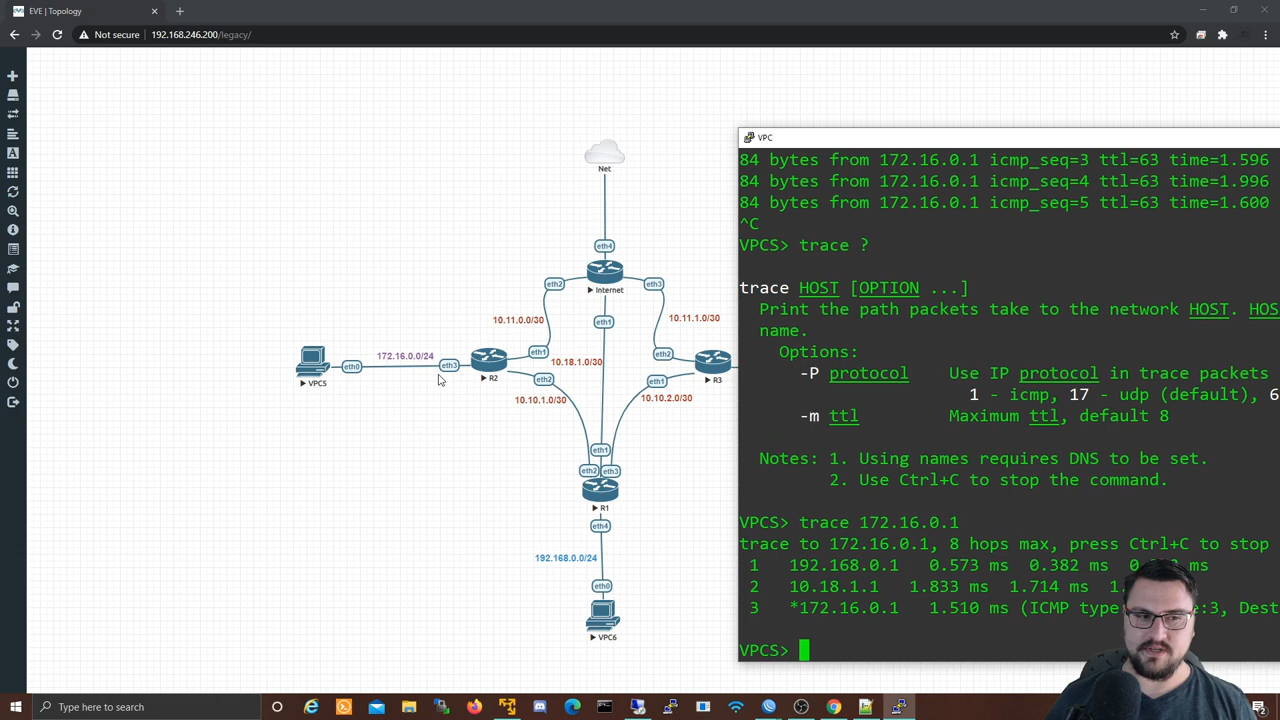 EVE | Topology
Not secure | 192.168.246.200/legacy/
Net
eth4
Internet
eth2
eth3
eth1
10.11.0.0/30
10.11.1.0/30
172.16.0.0/24
eth0
eth3
eth1
10.18.1.0/30
eth2
VPC5
R2
eth2
eth1
R3
10.10.1.0/30
10.10.2.0/30
eth1
eth2
eth3
R1
eth4
192.168.0.0/24
eth0
VPC6
VPC
84 bytes from 172.16.0.1 icmp_seq=3 ttl=63 time=1.596
84 bytes from 172.16.0.1 icmp_seq=4 ttl=63 time=1.996
84 bytes from 172.16.0.1 icmp_seq=5 ttl=63 time=1.600
^C
VPCS> trace ?
trace HOST [OPTION ...]
Print the path packets take to the network HOST. HOS
name.
Options:
-P protocol Use IP protocol in trace packets
1 - icmp, 17 - udp (default), 6
-m ttl Maximum ttl, default 8
Notes: 1. Using names requires DNS to be set.
2. Use Ctrl+C to stop the command.
VPCS> trace 172.16.0.1
trace to 172.16.0.1, 8 hops max, press Ctrl+C to stop
1 192.168.0.1 0.573 ms 0.382 ms ms
2 10.18.1.1 1.833 ms 1.714 ms
3 *172.16.0.1 1.510 ms (ICMP type :3, Dest
VPCS>
Type here to search